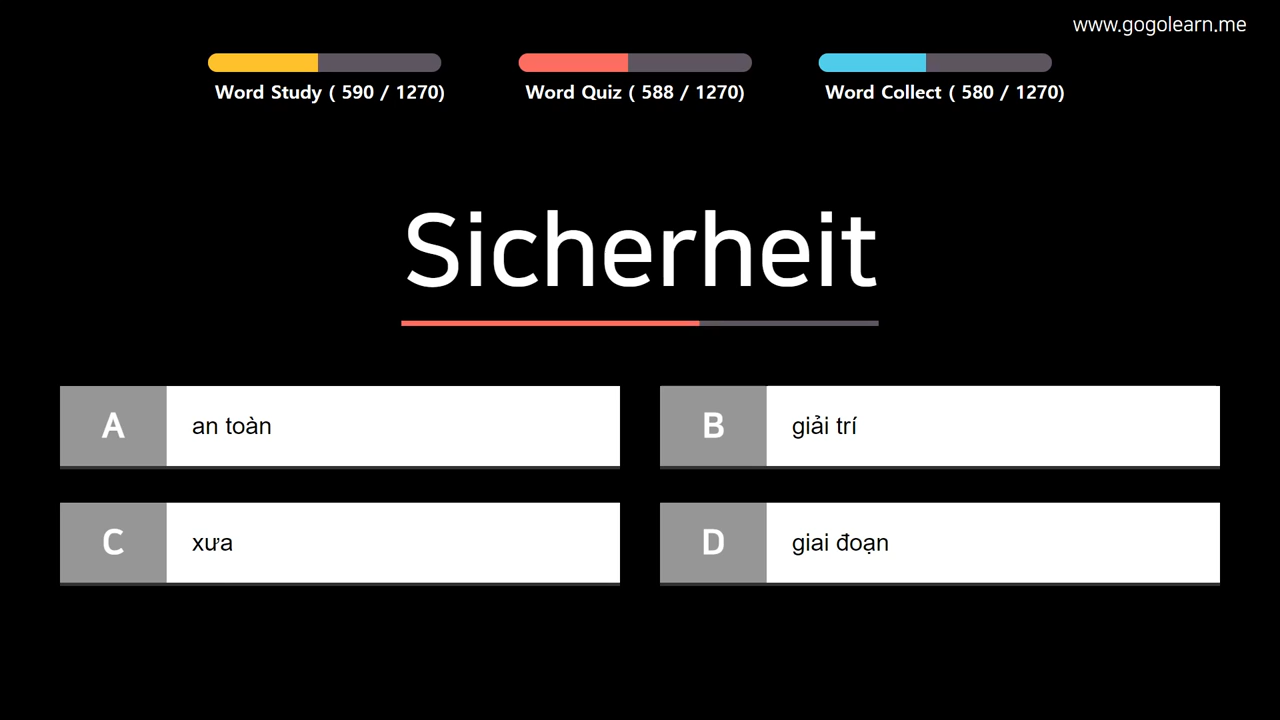 www.gogolearn.me
Word Study ( 590 / 1270)
Word Quiz ( 588 / 1270)
Word Collect ( 580 / 1270)
Sicherheit
A an toàn
B giải trí
C xưa
D giai đoạn